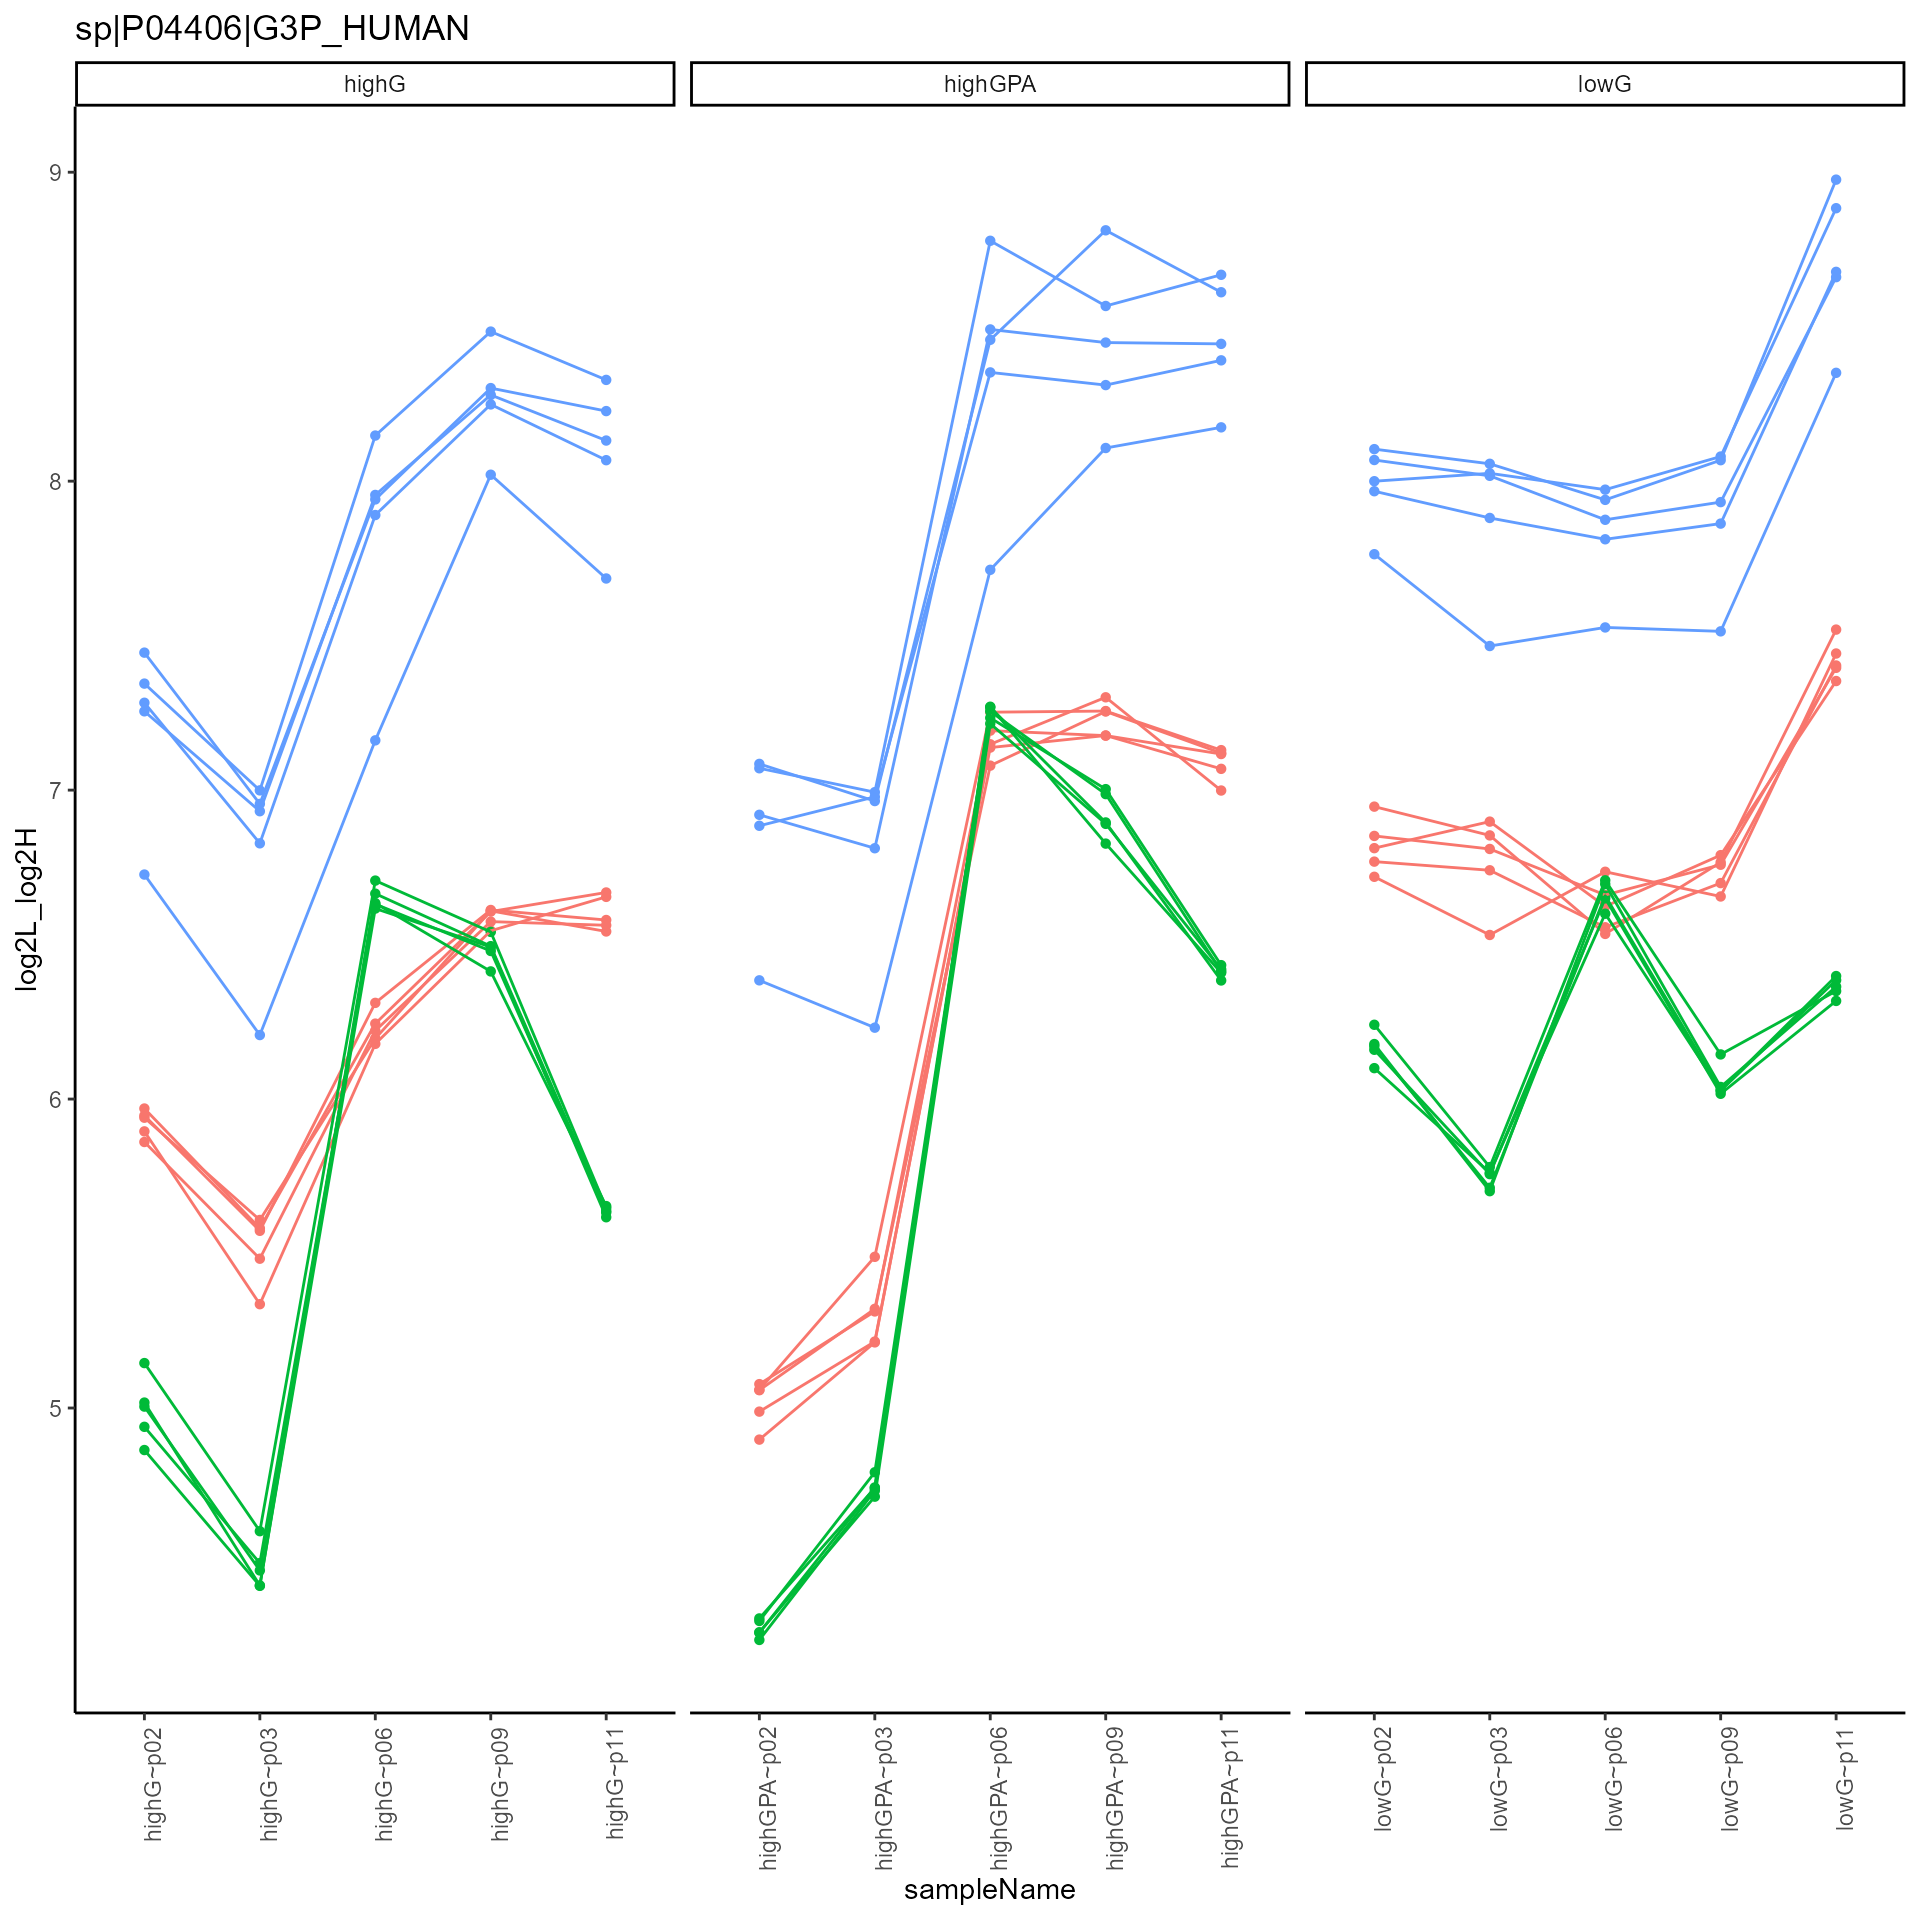 sp|P04406|G3P_HUMAN
highG
highGPA
lowG
log2L_log2H
9
8
7
6
5
highG~p02
highG~p03
highG~p06
highG~p09
highG~p11
highGPA~p02
highGPA~p03
highGPA~p06
highGPA~p09
highGPA~p11
lowG~p02
lowG~p03
lowG~p06
lowG~p09
lowG~p11
sampleName